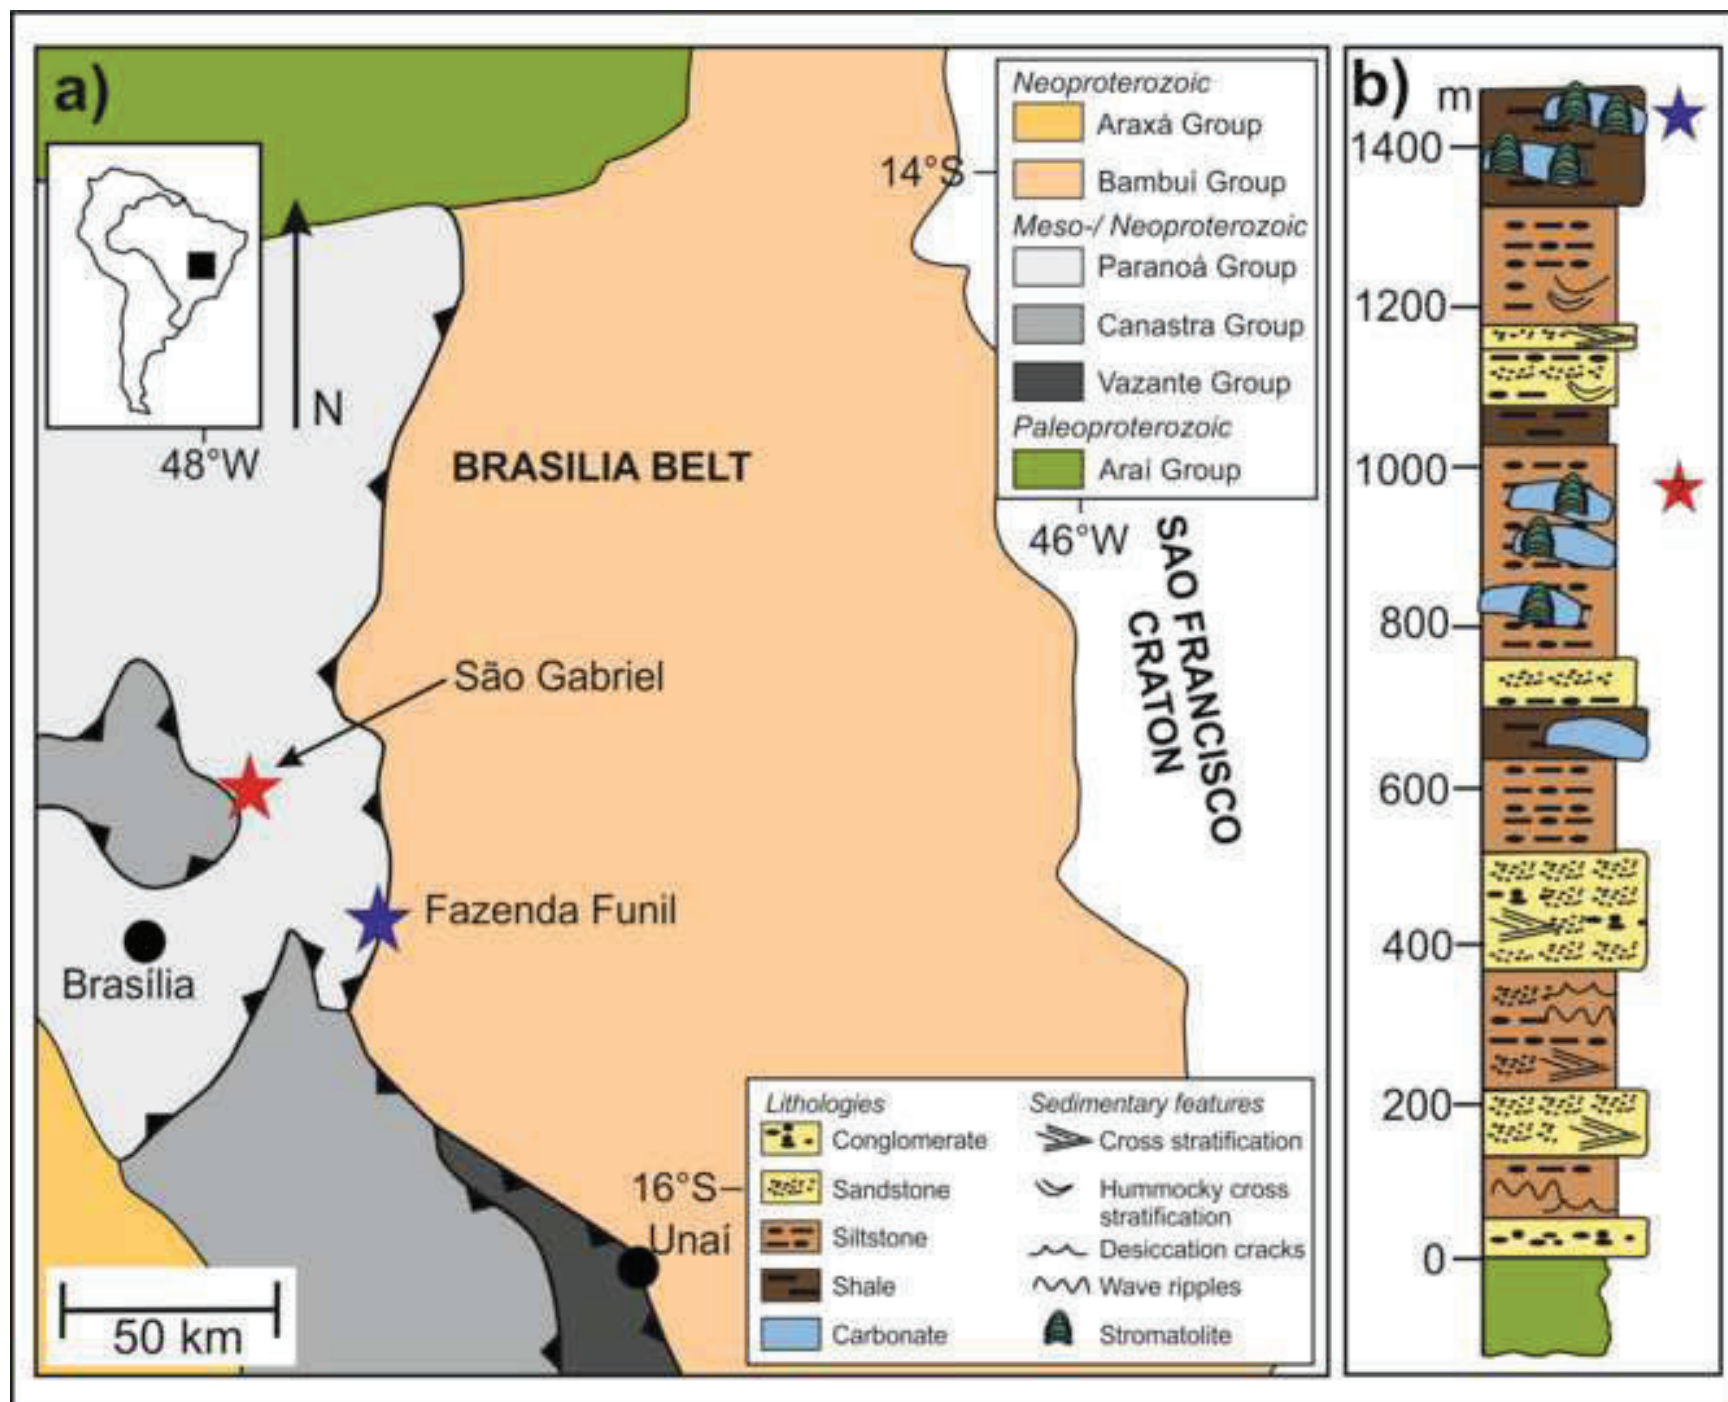 a)
N
48°W
14°S
46°W
BRASILIA BELT
SAO FRANCISCO
CRATON
São Gabriel
Fazenda Funil
Brasília
16°S
Unaí
50 km
Neoproterozoic
Araxá Group
Bambuí Group
Meso-/ Neoproterozoic
Paranoá Group
Canastra Group
Vazante Group
Paleoproterozoic
Araí Group
Lithologies
Conglomerate
Sandstone
Siltstone
Shale
Carbonate
Sedimentary features
Cross stratification
Hummocky cross
stratification
Desiccation cracks
Wave ripples
Stromatolite
b)
m
1400
1200
1000
800
600
400
200
0